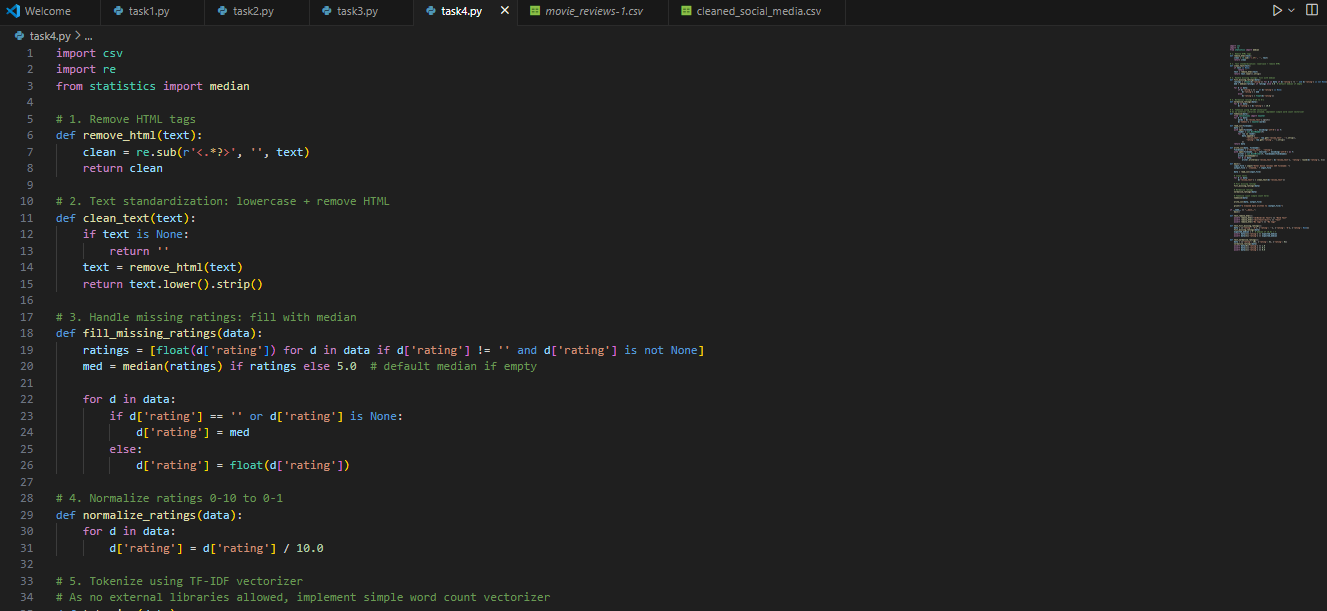 Welcome task1.py task2.py task3.py task4.py movie_reviews-1.csv cleaned_social_media.csv
task4.py > ...
1 import csv
2 import re
3 from statistics import median
4
5 # 1. Remove HTML tags
6 def remove_html(text):
7     clean = re.sub(r'<.*?>', '', text)
8     return clean
9
10 # 2. Text standardization: lowercase + remove HTML
11 def clean_text(text):
12     if text is None:
13         return ''
14     text = remove_html(text)
15     return text.lower().strip()
16
17 # 3. Handle missing ratings: fill with median
18 def fill_missing_ratings(data):
19     ratings = [float(d['rating']) for d in data if d['rating'] != '' and d['rating'] is not None]
20     med = median(ratings) if ratings else 5.0  # default median if empty
21
22     for d in data:
23         if d['rating'] == '' or d['rating'] is None:
24             d['rating'] = med
25         else:
26             d['rating'] = float(d['rating'])
27
28 # 4. Normalize ratings 0-10 to 0-1
29 def normalize_ratings(data):
30     for d in data:
31         d['rating'] = d['rating'] / 10.0
32
33 # 5. Tokenize using TF-IDF vectorizer
34 # As no external libraries allowed, implement simple word count vectorizer